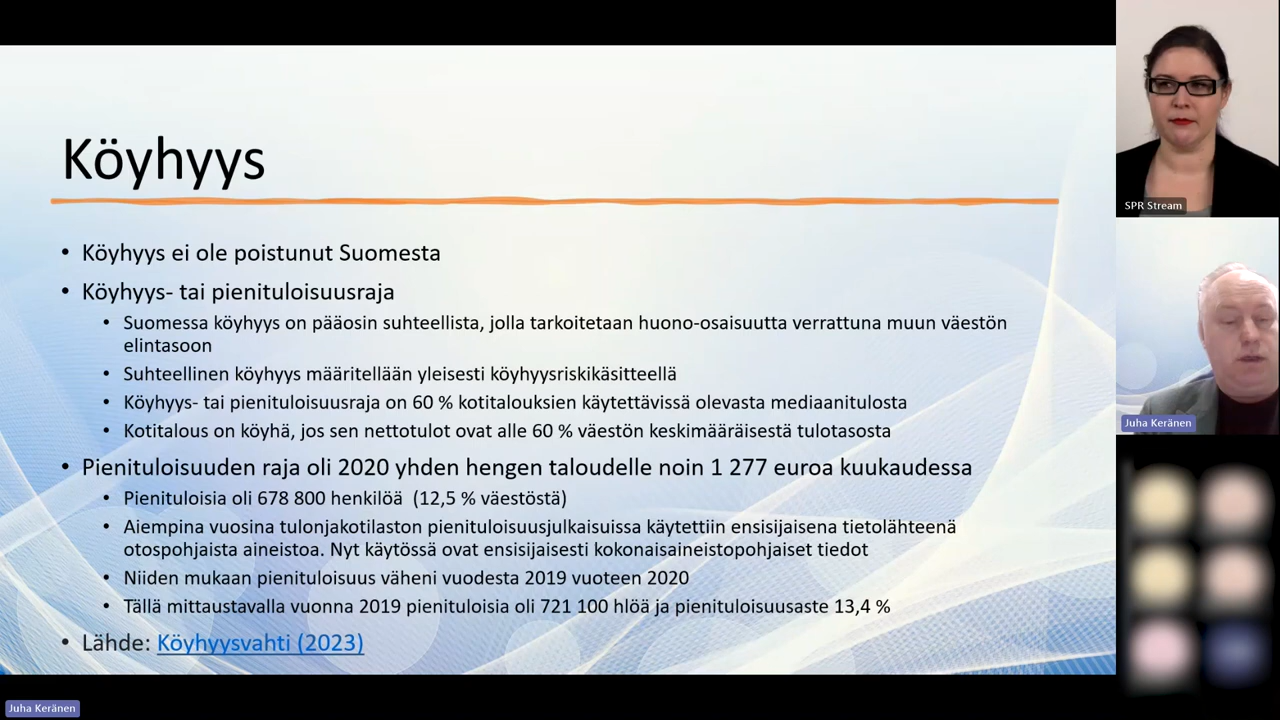 Köyhyys
• Köyhyys ei ole poistunut Suomesta
• Köyhyys- tai pienituloisuusraja
• Suomessa köyhyys on pääosin suhteellista, jolla tarkoitetaan huono-osaisuutta verrattuna muun väestön
elintasoon
• Suhteellinen köyhyys määritellään yleisesti köyhyysriskikäsitteellä
• Köyhyys- tai pienituloisuusraja on 60 % kotitalouksien käytettävissä olevasta mediaanitulosta
• Kotitalous on köyhä, jos sen nettotulot ovat alle 60 % väestön keskimääräisestä tulotasosta
• Pienituloisuuden raja oli 2020 yhden hengen taloudelle noin 1 277 euroa kuukaudessa
• Pienituloisia oli 678 800 henkilöä (12,5 % väestöstä)
• Aiempina vuosina tulonjakotilaston pienituloisuusjulkaisuissa käytettiin ensisijaisena tietolähteenä
otospohjaista aineistoa. Nyt käytössä ovat ensisijaisesti kokonaisaineistopohjaiset tiedot
• Niiden mukaan pienituloisuus väheni vuodesta 2019 vuoteen 2020
• Tällä mittaustavalla vuonna 2019 pienituloisia oli 721 100 hlöä ja pienituloisuusaste 13,4 %
• Lähde: Köyhyysvahti (2023)
SPR Stream
Juha Keränen
Juha Keränen